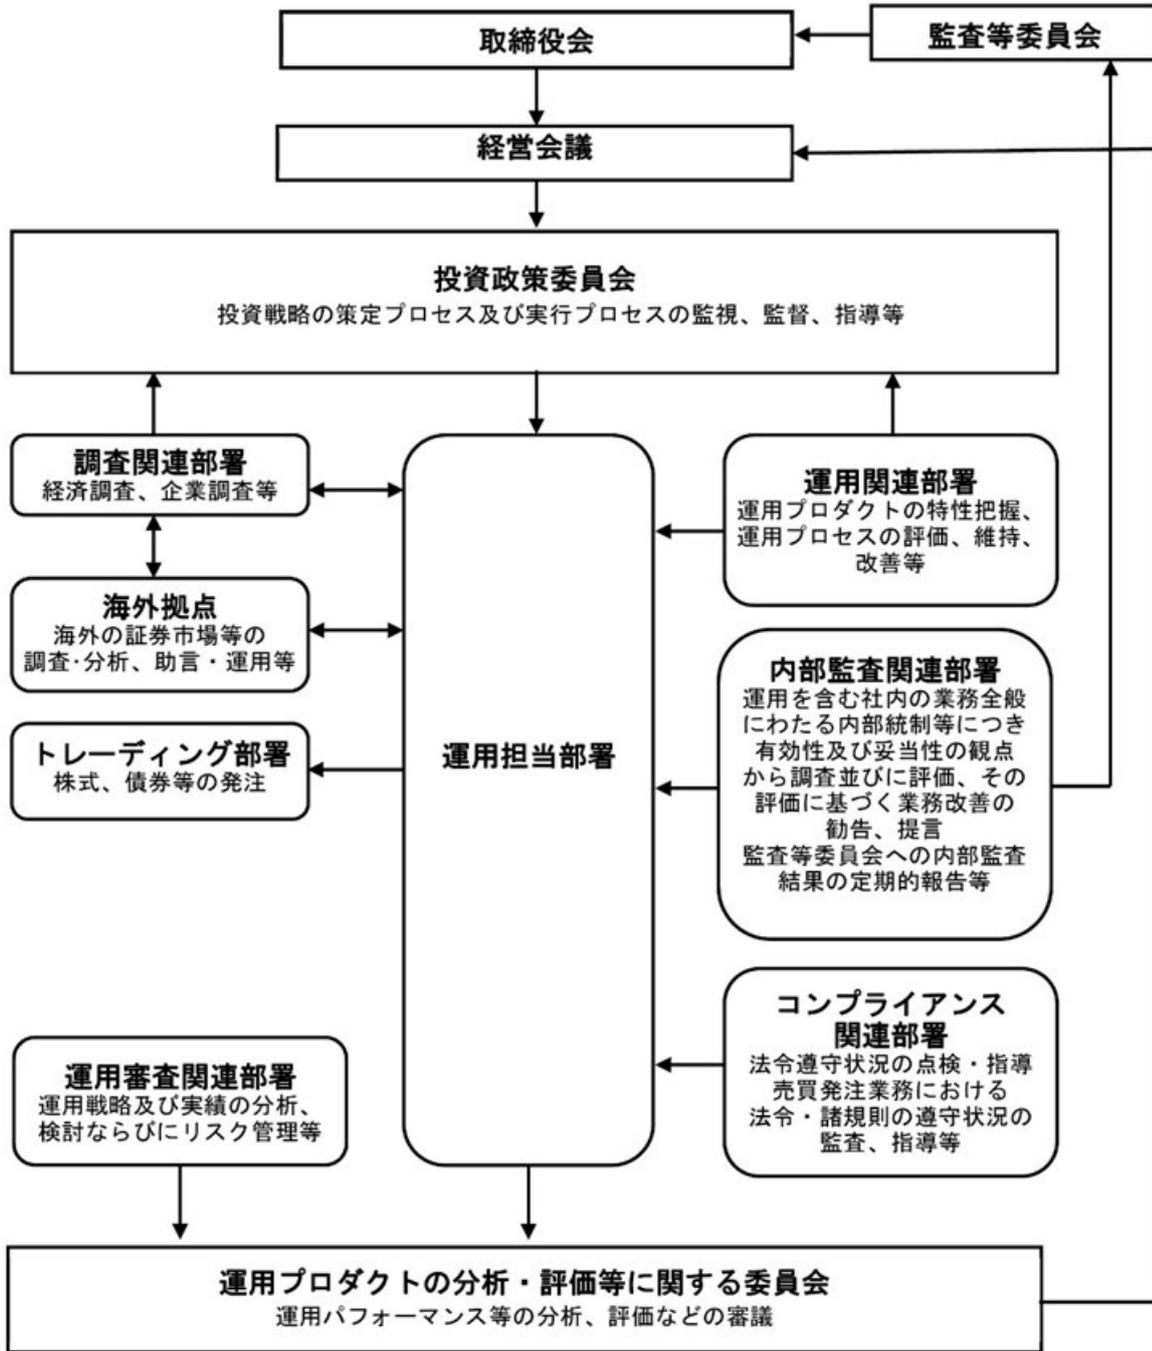 取締役会
監査等委員会
経営会議
投資政策委員会
投資戦略の策定プロセス及び実行プロセスの監視、監督、指導等
調査関連部署
経済調査、企業調査等
海外拠点
海外の証券市場等の
調査･分析、助言・運用等
トレーディング部署
株式、債券等の発注
運用担当部署
運用関連部署
運用プロダクトの特性把握、
運用プロセスの評価、維持、
改善等
内部監査関連部署
運用を含む社内の業務全般
にわたる内部統制等につき
有効性及び妥当性の観点
から調査並びに評価、その
評価に基づく業務改善の
勧告、提言
監査等委員会への内部監査
結果の定期的報告等
コンプライアンス
関連部署
法令遵守状況の点検・指導
売買発注業務における
法令・諸規則の遵守状況の
監査、指導等
運用審査関連部署
運用戦略及び実績の分析、
検討ならびにリスク管理等
運用プロダクトの分析・評価等に関する委員会
運用パフォーマンス等の分析、評価などの審議